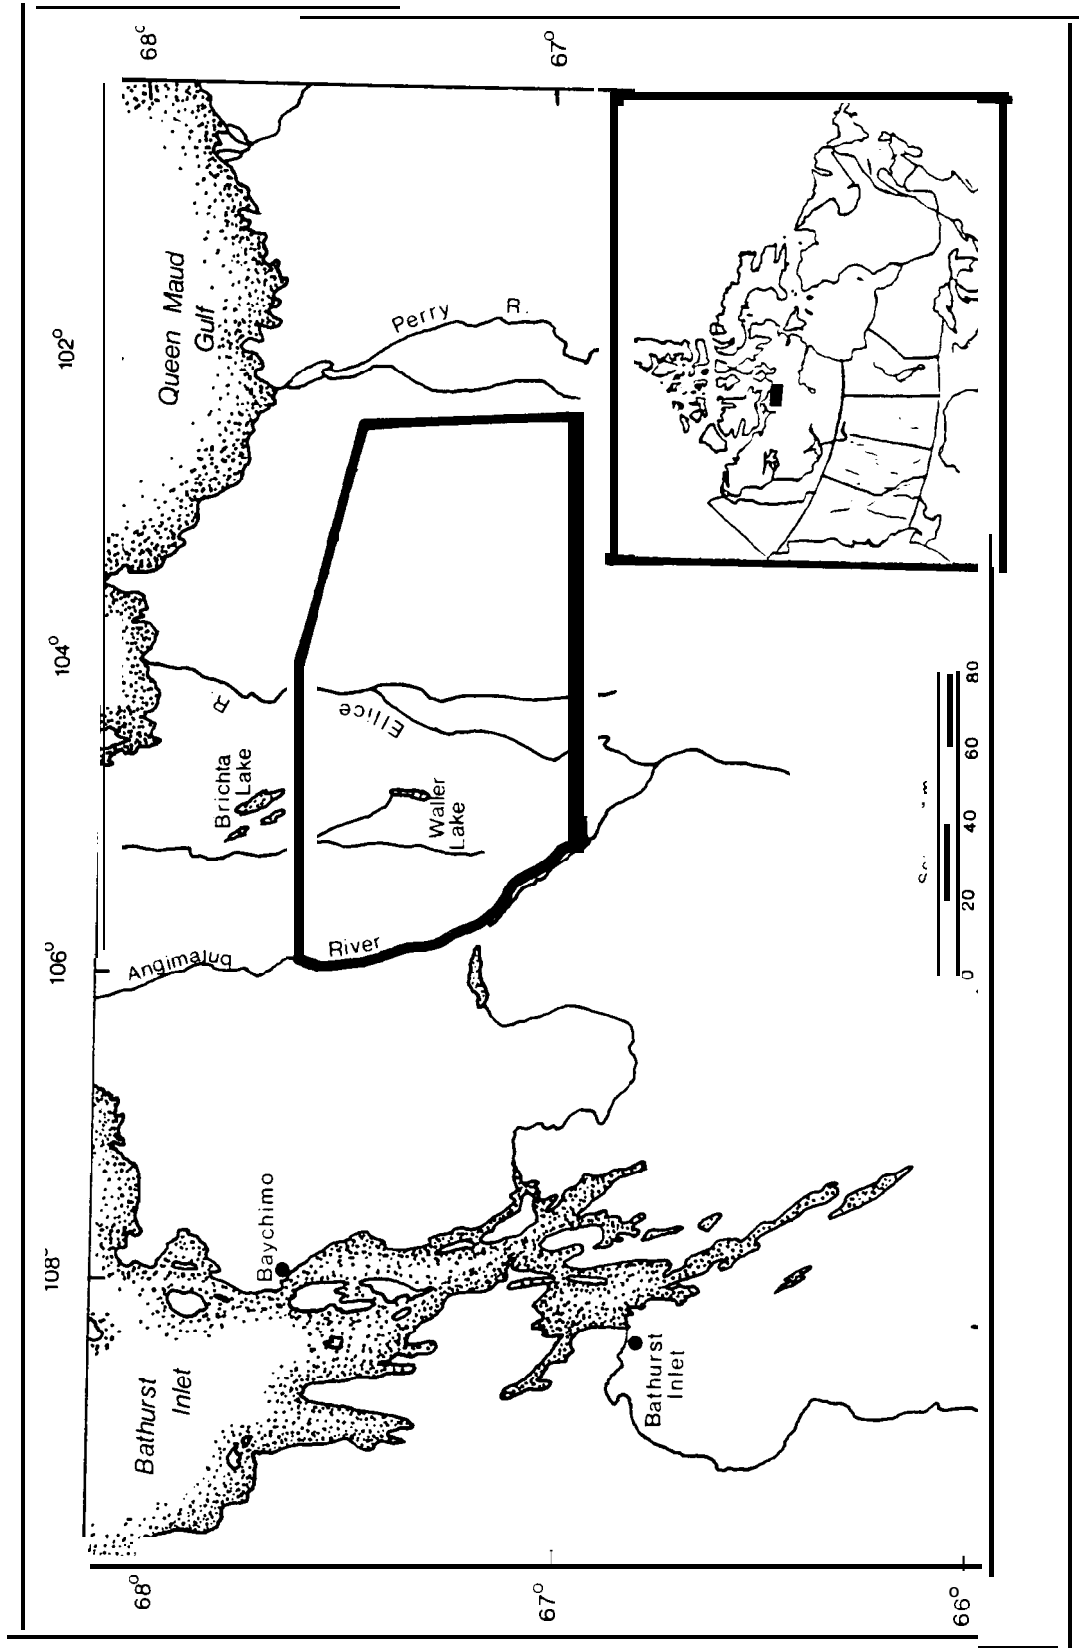 68°
67°
102°
104°
106°
108°
Queen Maud
Gulf
Perry R.
R.
Ellice
Brichta
Lake
Waller
Lake
Angimajuq
River
Baychimo
Bathurst
Inlet
Bathurst
Inlet
0 20 40 60 80
68°
67°
66°